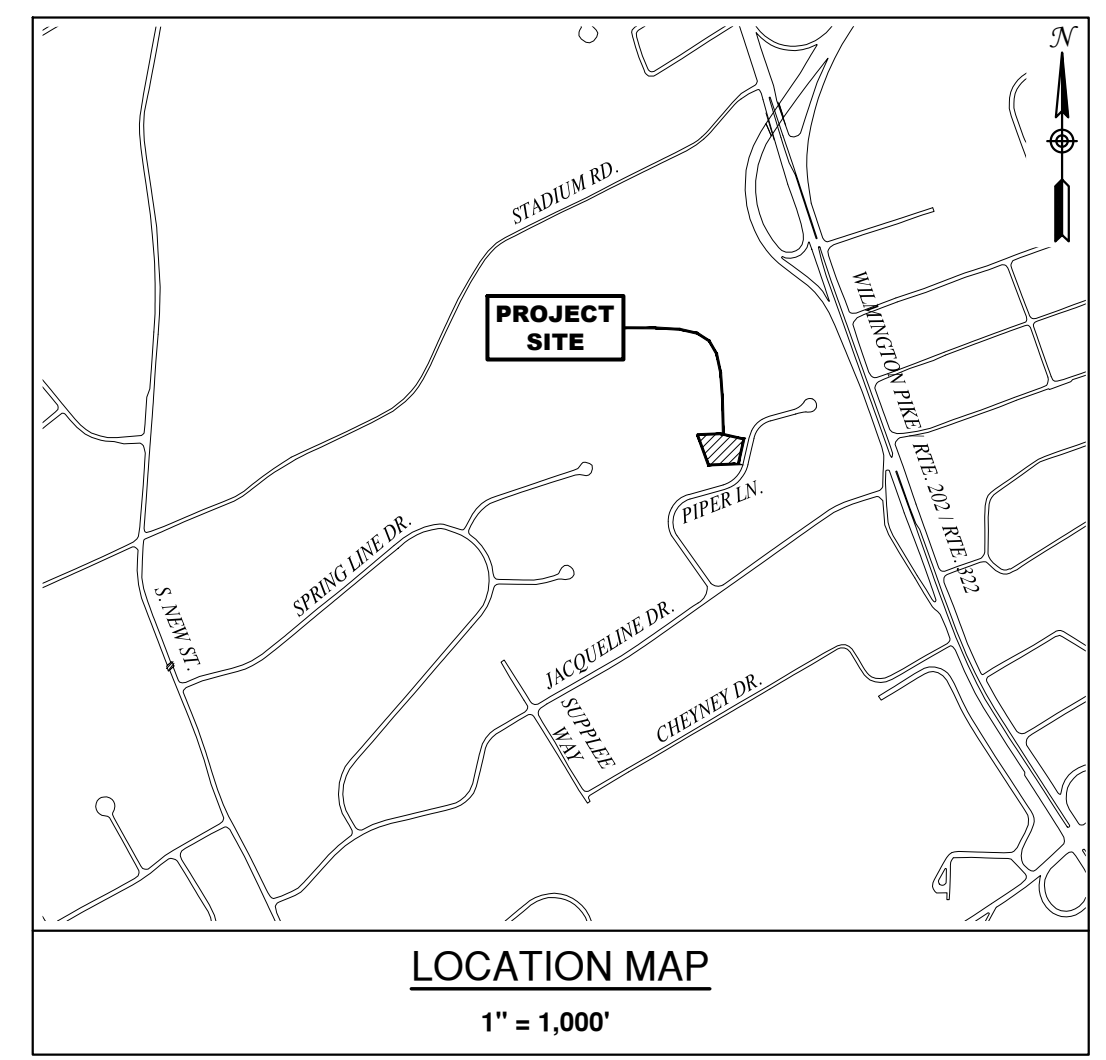 N
STADIUM RD.
PROJECT
SITE
WILMINGTON PIKE / RTE. 202 / RTE. 322
PIPER LN.
SPRING LINE DR.
S. NEW ST.
JACQUELINE DR.
SUPPLEE
WAY
CHEYNEY DR.
LOCATION MAP
1" = 1,000'